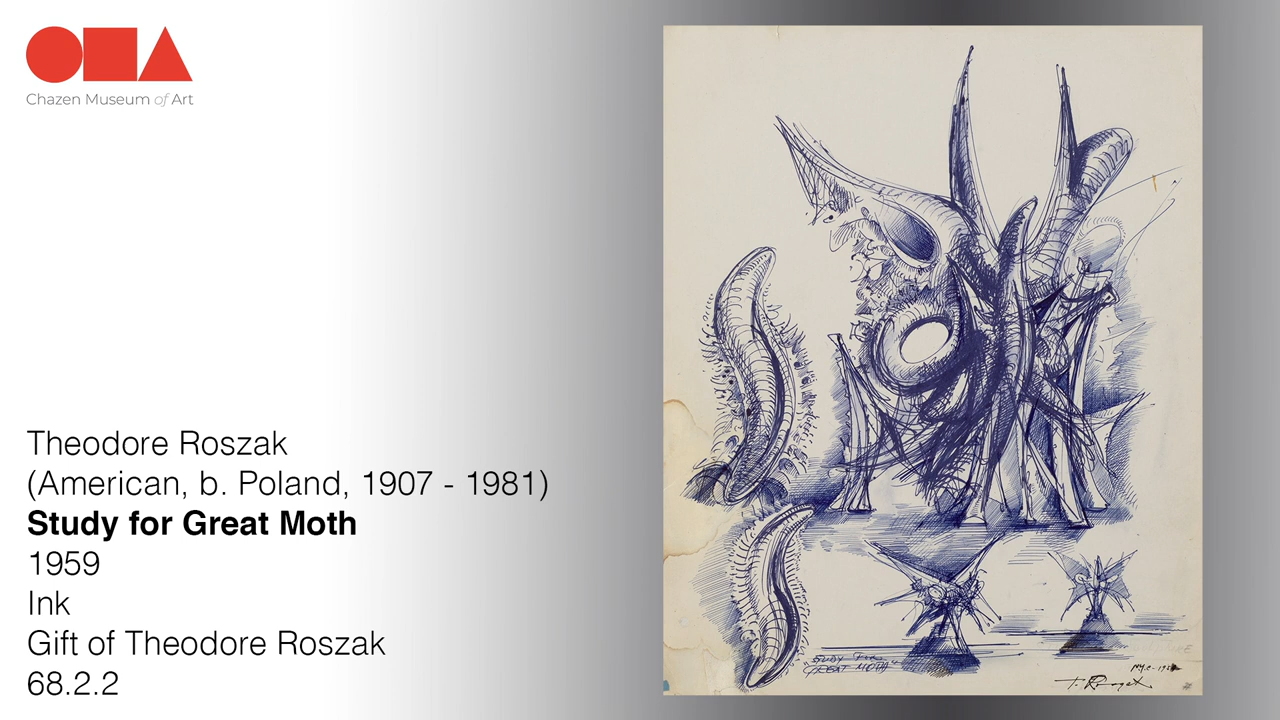 Chazen Museum of Art
Theodore Roszak
(American, b. Poland, 1907 - 1981)
Study for Great Moth
1959
Ink
Gift of Theodore Roszak
68.2.2
STUDY FOR
"GREAT MOTH"
T. Roszak